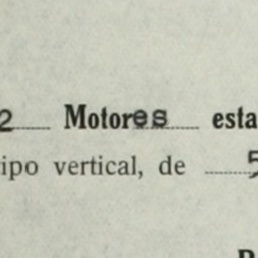 2 Motores esta
ipo vertical, de 5